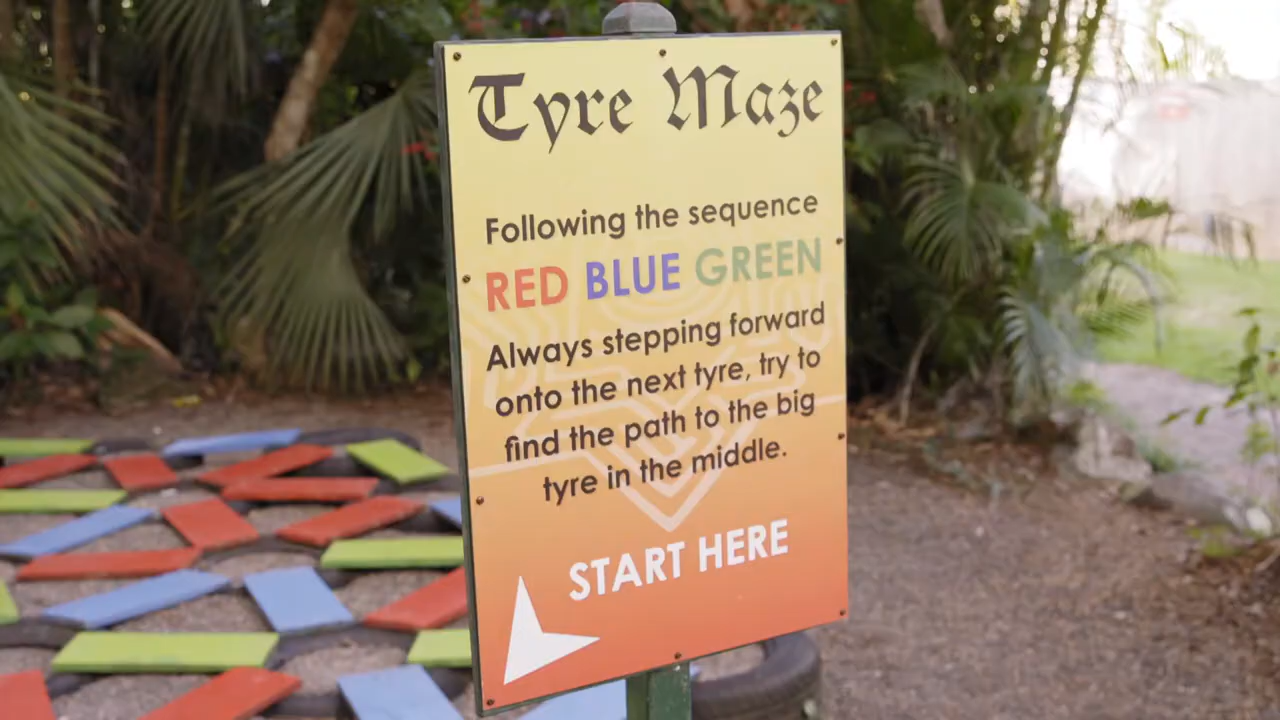 Tyre Maze
Following the sequence
RED BLUE GREEN
Always stepping forward
onto the next tyre, try to
find the path to the big
tyre in the middle.
START HERE